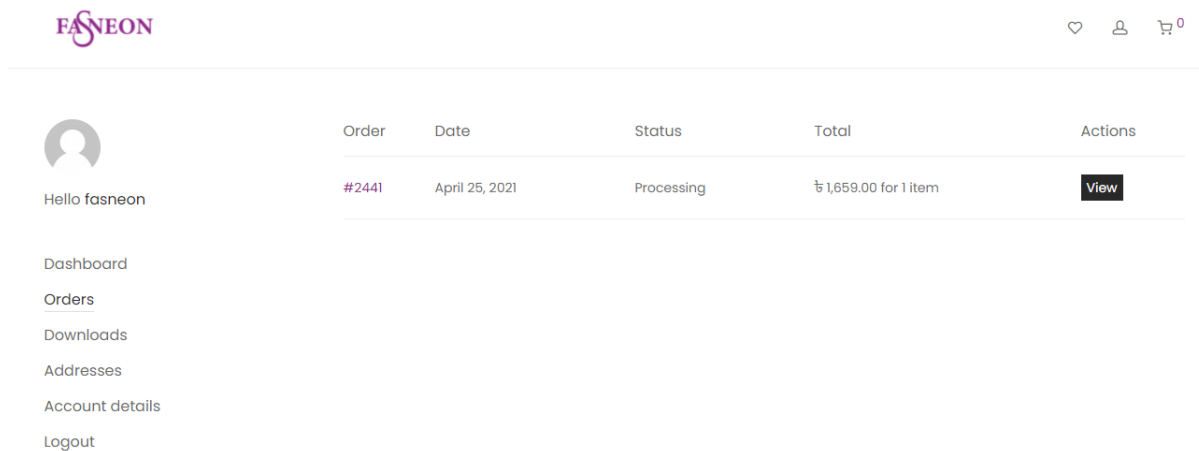 FASNEON
0
Order Date Status Total Actions
#2441 April 25, 2021 Processing ৳ 1,659.00 for 1 item View
Hello fasneon
Dashboard
Orders
Downloads
Addresses
Account details
Logout